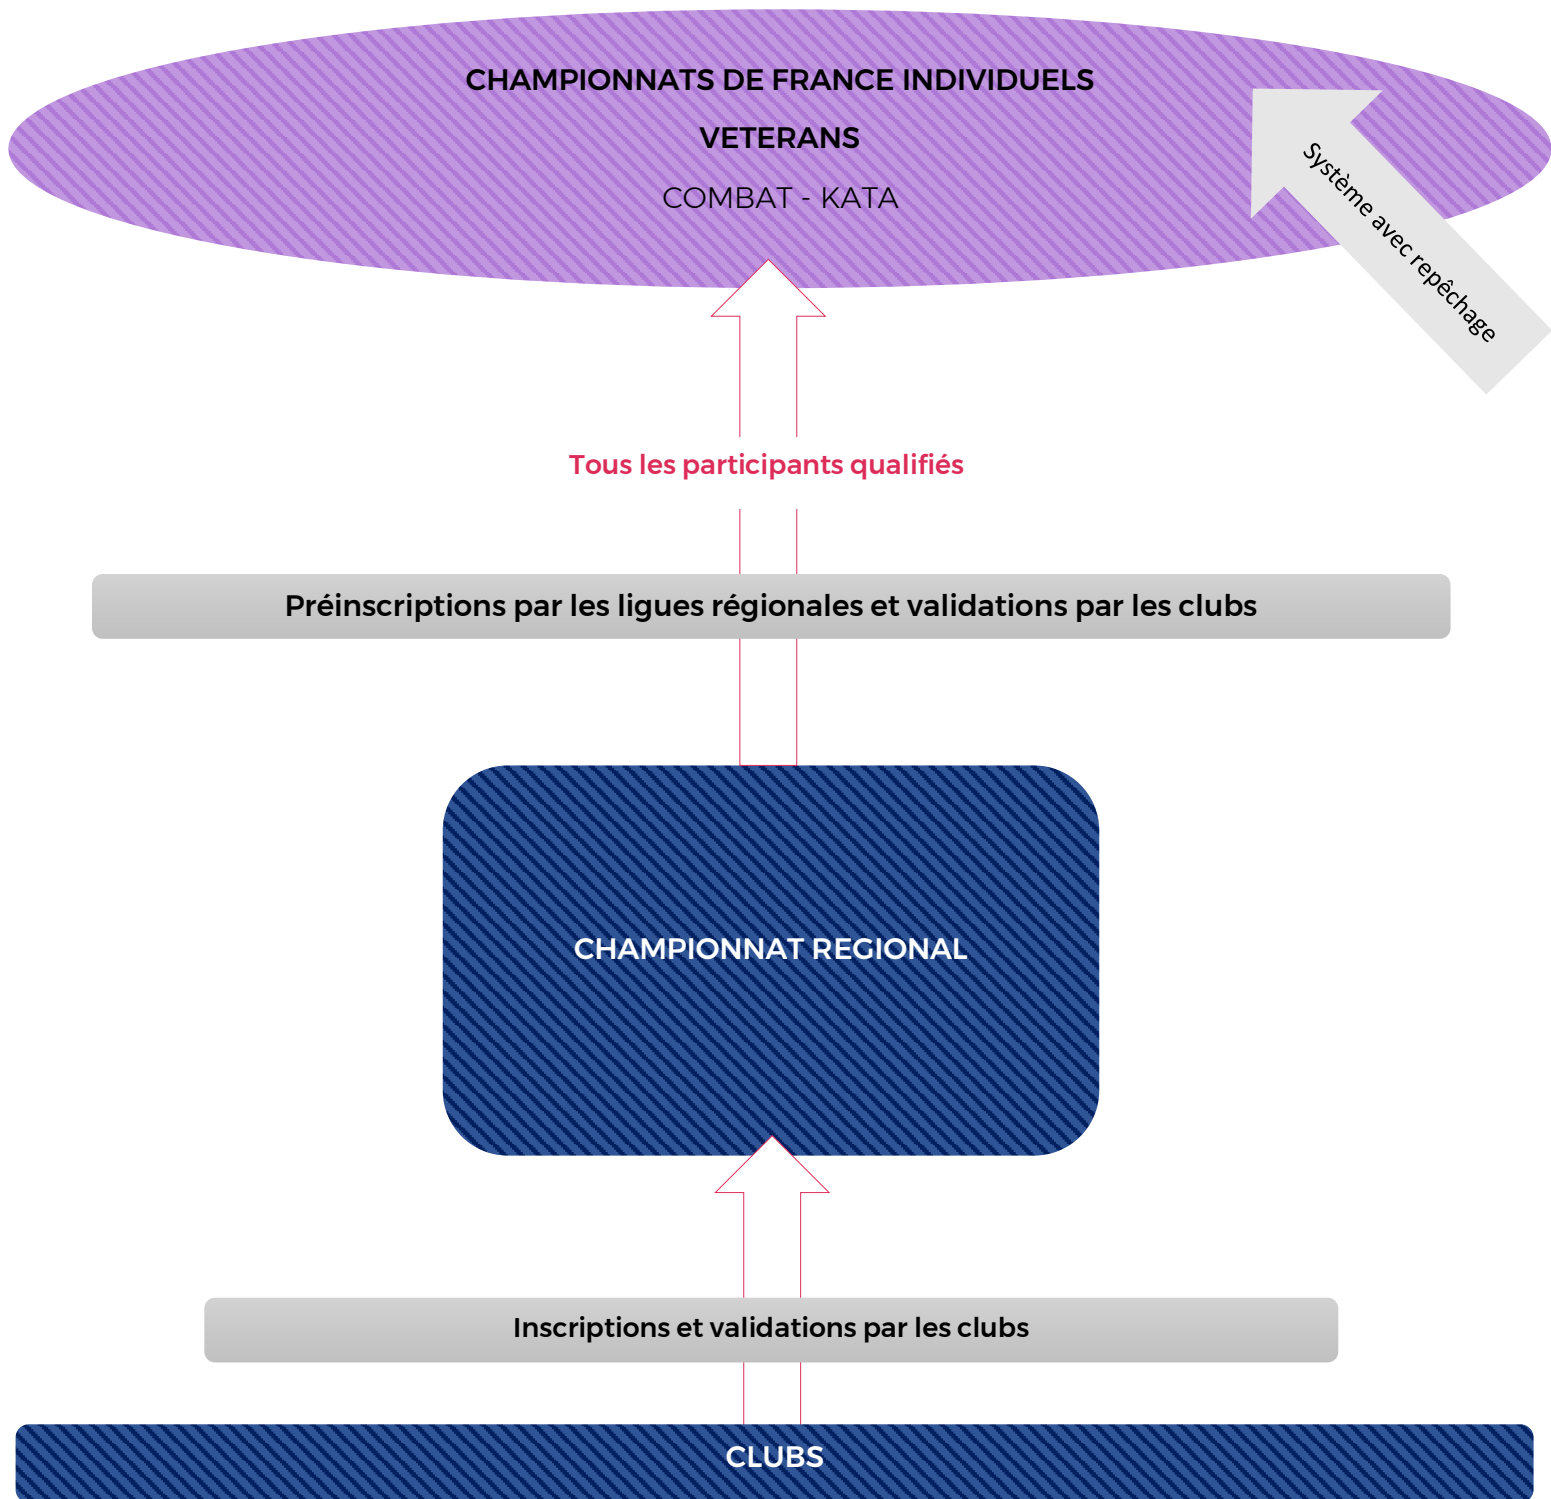 CHAMPIONNATS DE FRANCE INDIVIDUELS
VETERANS
COMBAT - KATA
Système avec repêchage
Tous les participants qualifiés
Préinscriptions par les ligues régionales et validations par les clubs
CHAMPIONNAT REGIONAL
Inscriptions et validations par les clubs
CLUBS